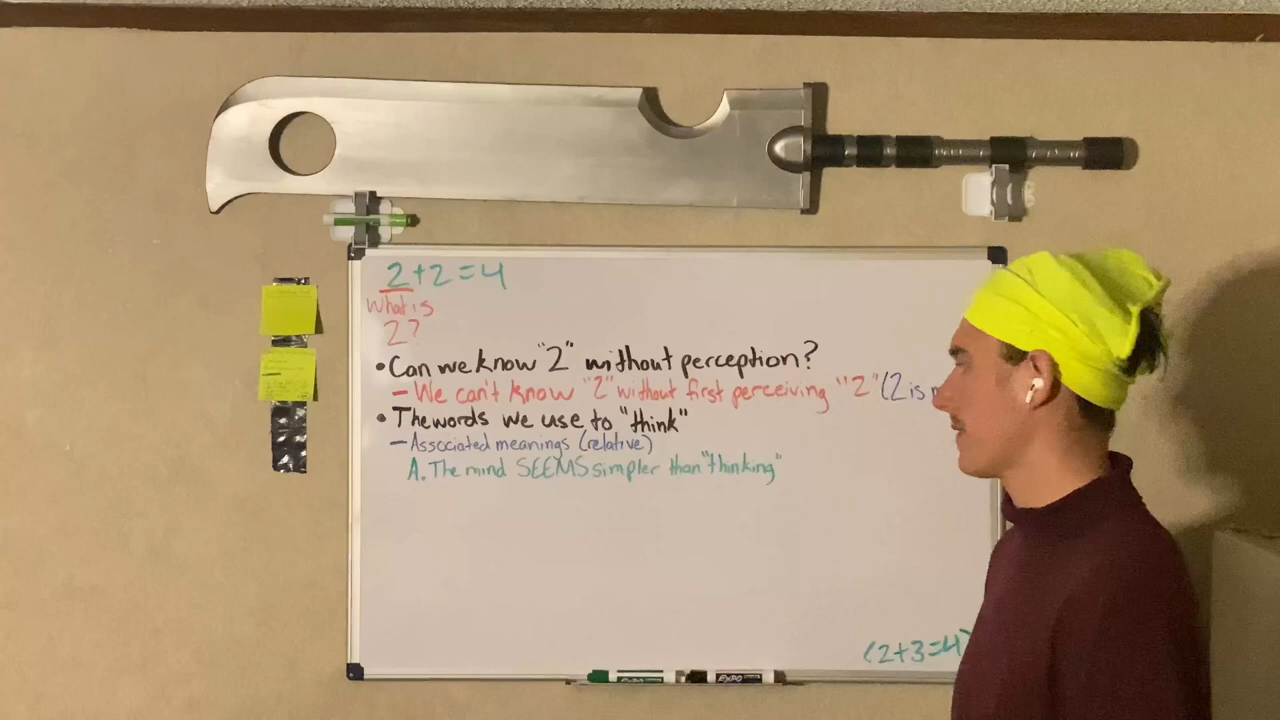 2+2=4
What is
2?
•Can we know "2" without perception?
- We can't know "2" without first perceiving "2" (2 is
• The words we use to "think"
- Associated meanings (relative)
A. The mind SEEMS simpler than "thinking"
(2+3=4)
EXPO EXPO